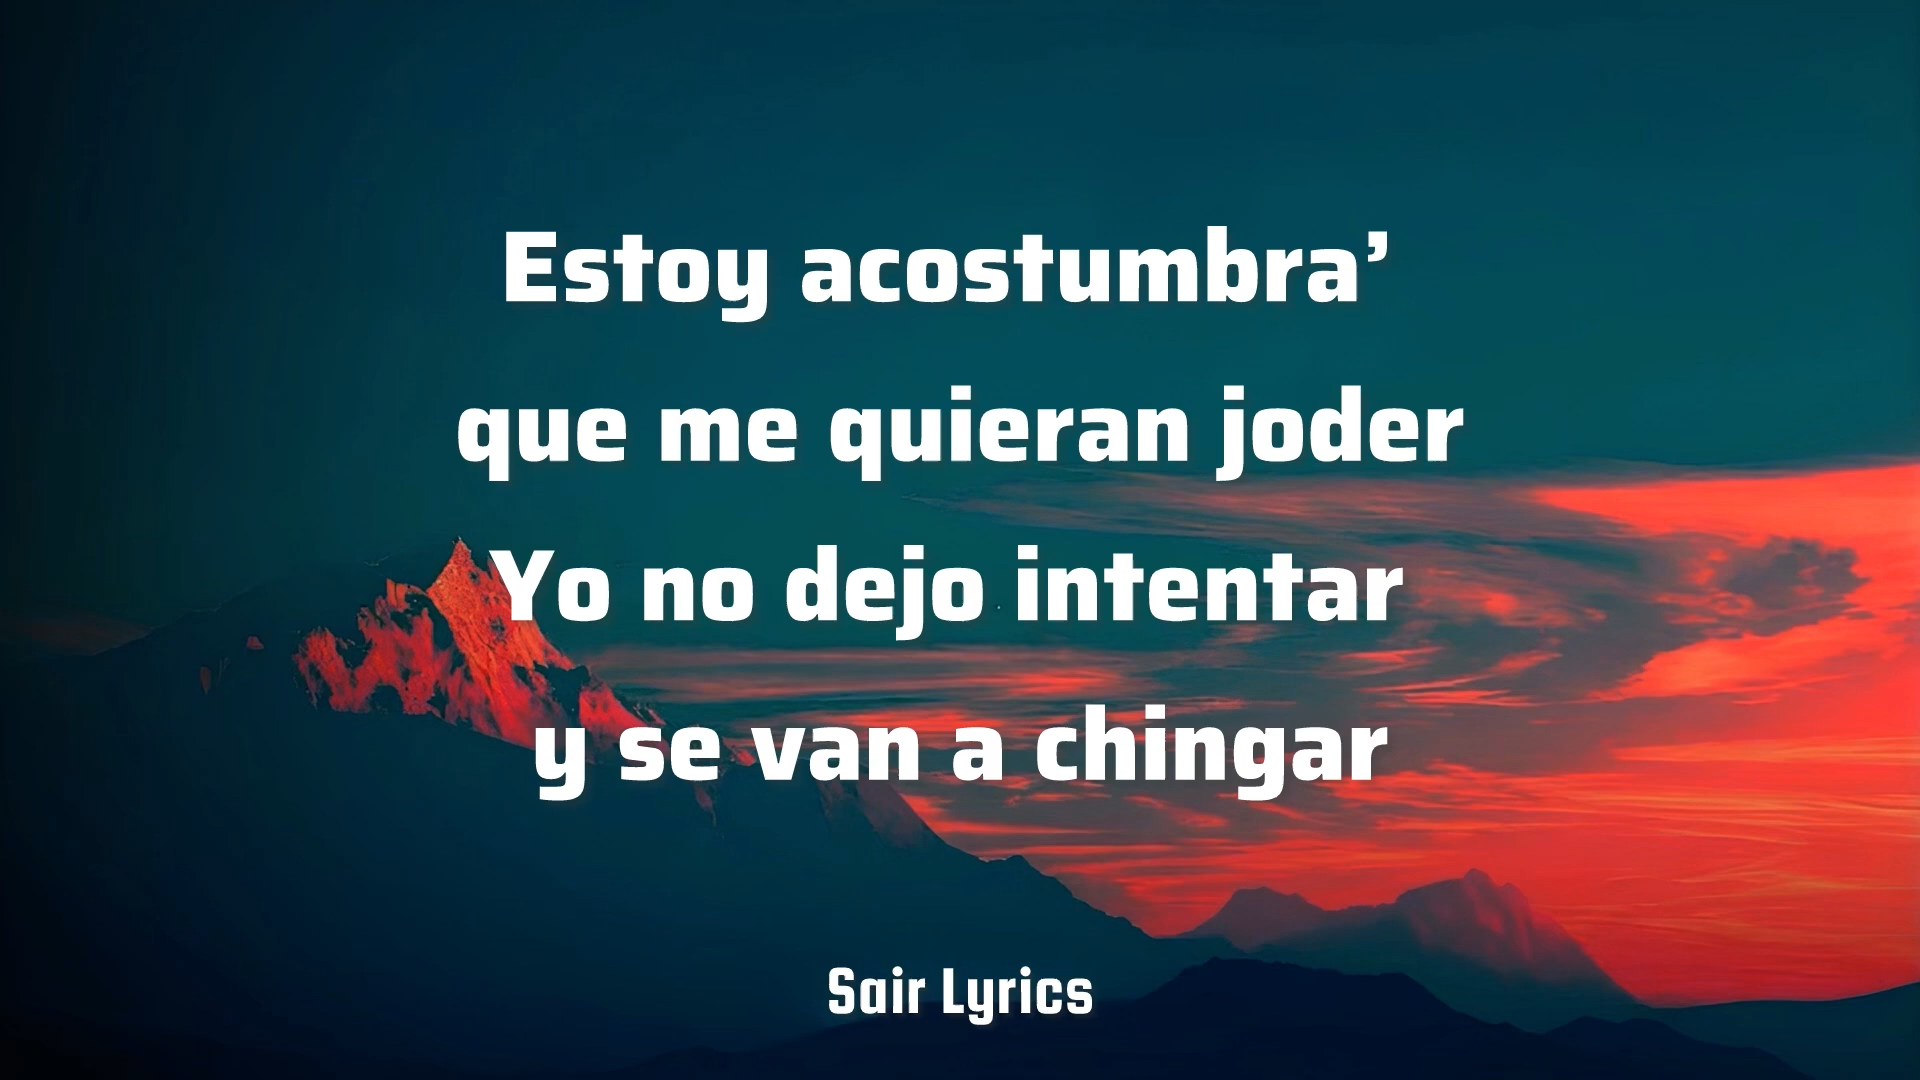 Estoy acostumbra’
que me quieran joder
Yo no dejo intentar
y se van a chingar
Sair Lyrics